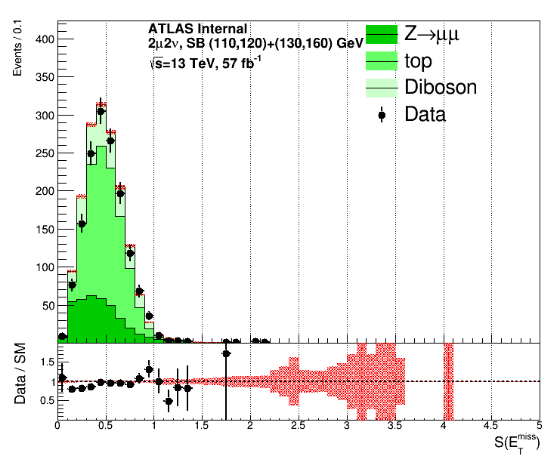 ATLAS Internal
2μ2ν, SB (110,120)+(130,160) GeV
√s=13 TeV, 57 fb⁻¹
Z→μμ
top
Diboson
Data
Events / 0.1
400
350
300
250
200
150
100
50
Data / SM
1.5
1
0.5
0 0.5 1 1.5 2 2.5 3 3.5 4 4.5 5
S(E_T^miss)